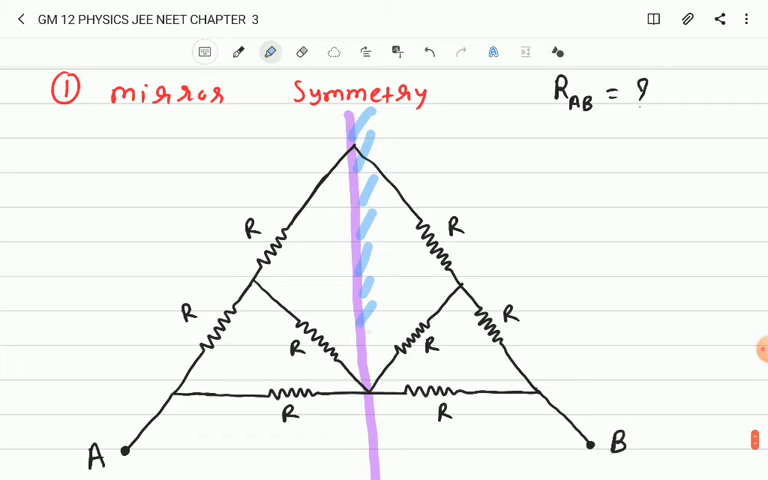 GM 12 PHYSICS JEE NEET CHAPTER 3
① mirror Symmetry R_AB = ?
R R
R R
R R
R R
A B